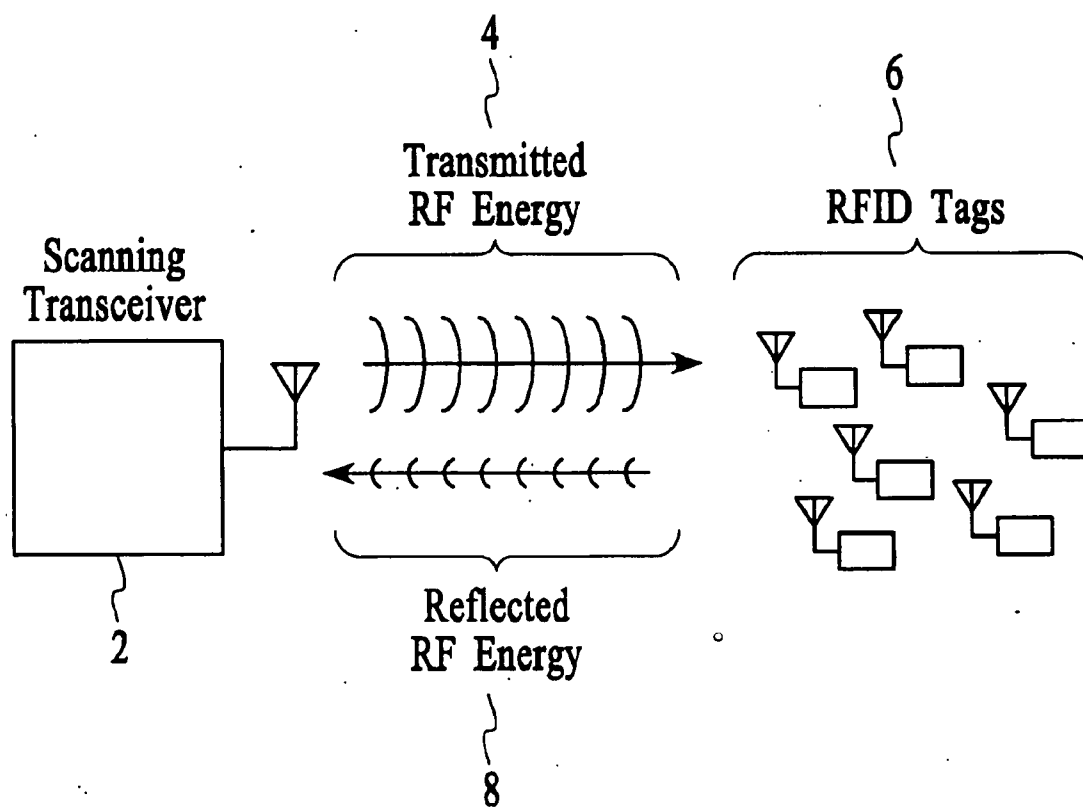 4
Transmitted
RF Energy
6
RFID Tags
Scanning
Transceiver
2
Reflected
RF Energy
8